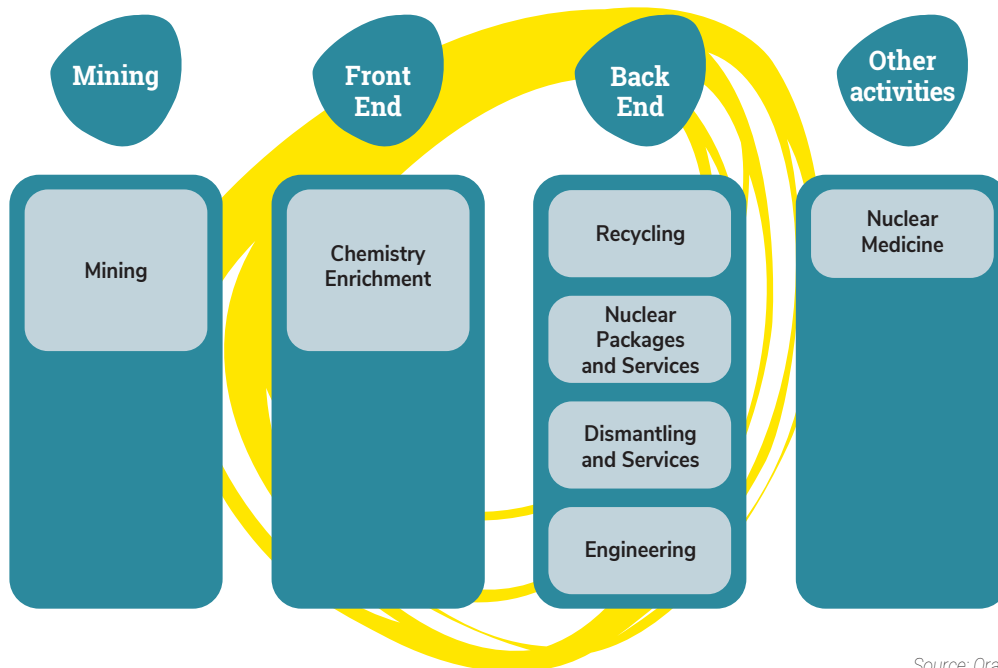 Mining
Front
End
Back
End
Other
activities
Mining
Chemistry
Enrichment
Recycling
Nuclear
Packages
and Services
Dismantling
and Services
Engineering
Nuclear
Medicine
Source: